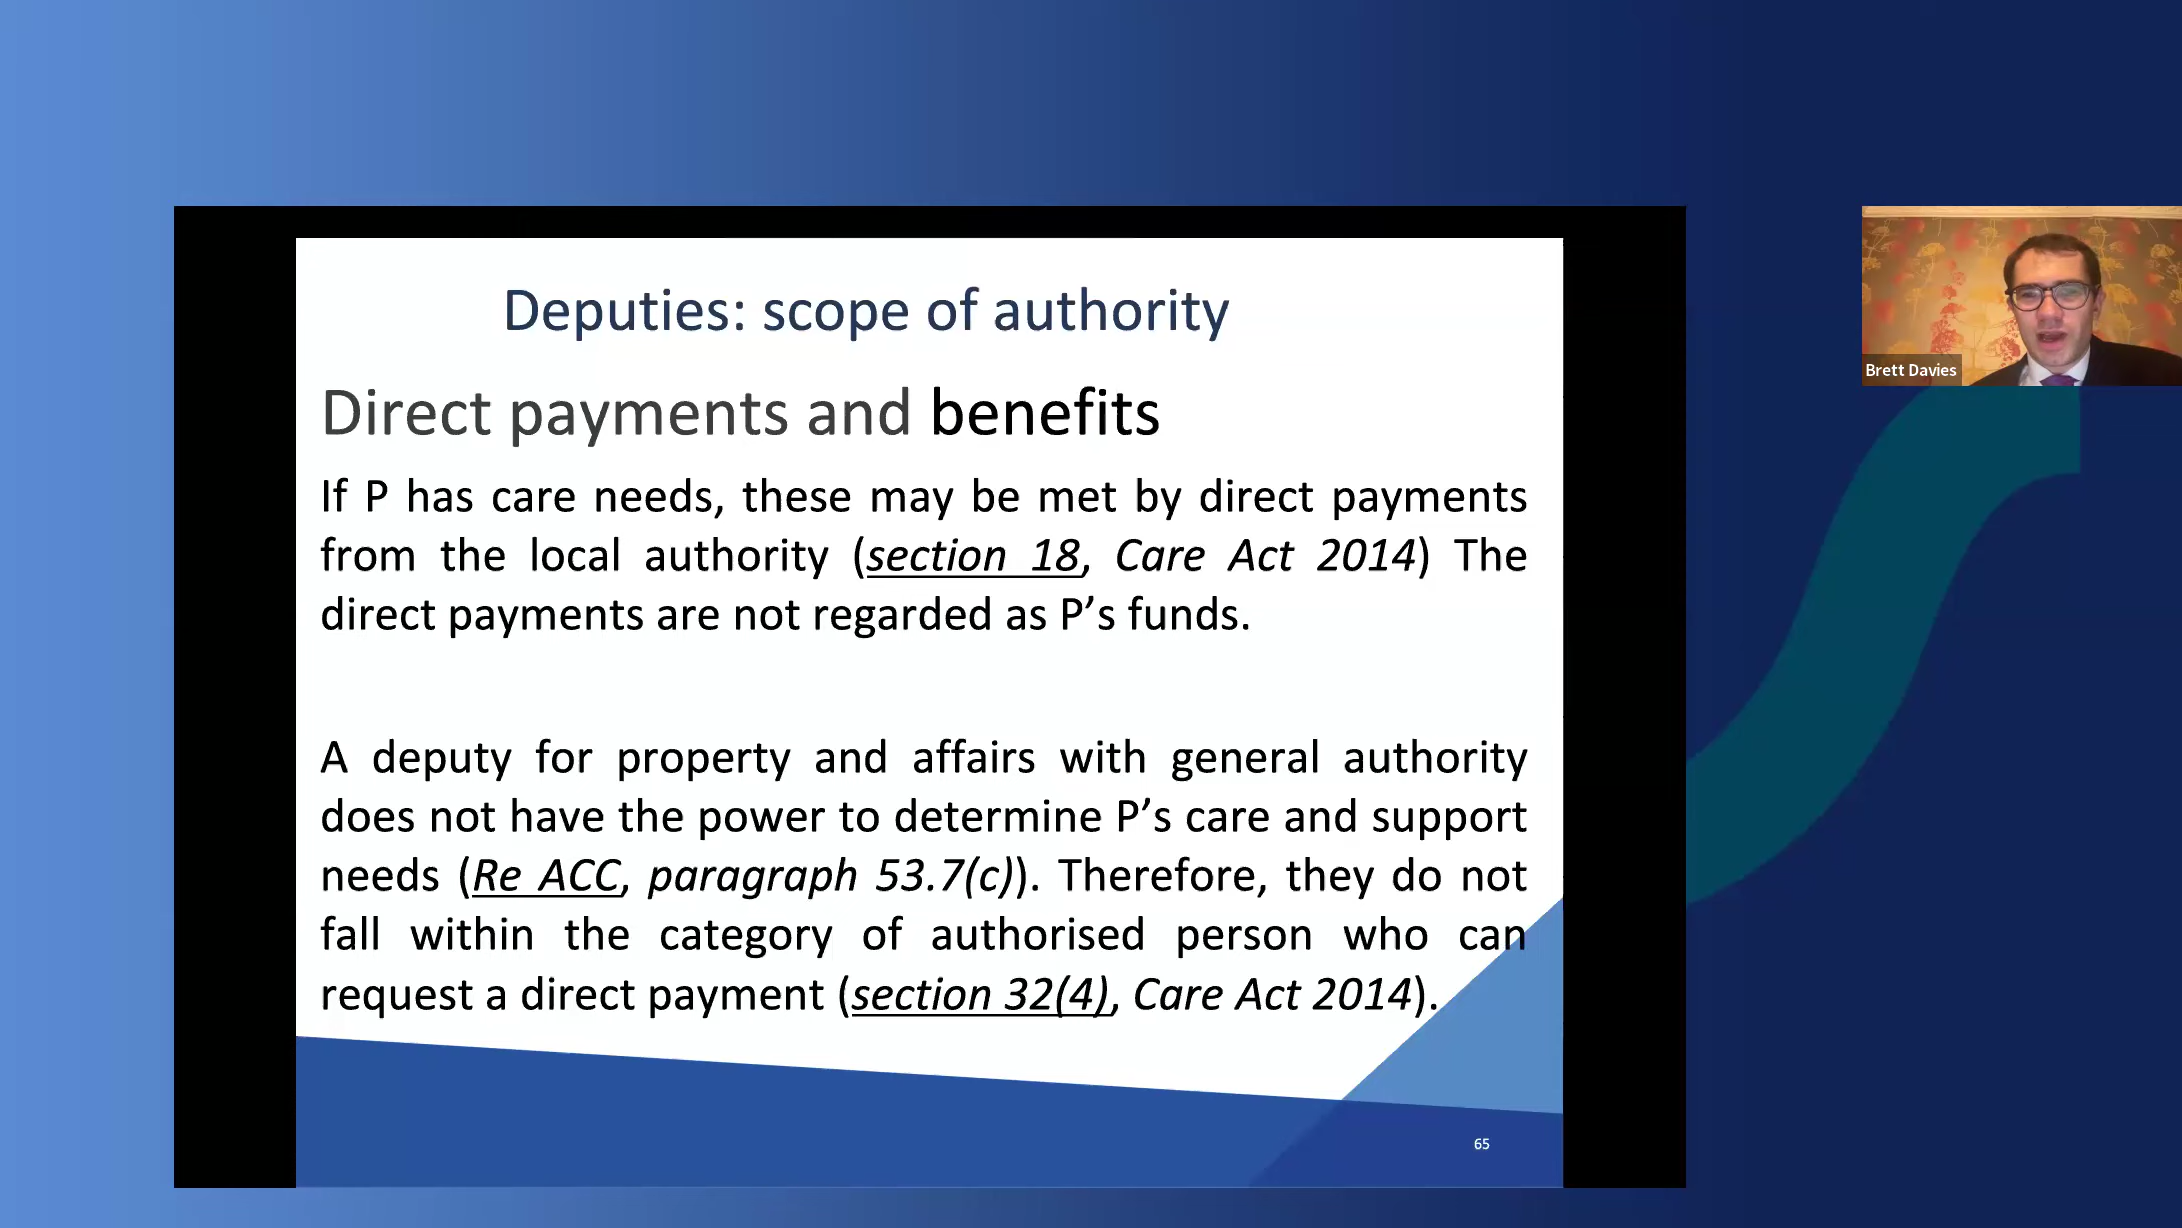 Deputies: scope of authority
Direct payments and benefits
If P has care needs, these may be met by direct payments
from the local authority (section 18, Care Act 2014) The
direct payments are not regarded as P’s funds.
A deputy for property and affairs with general authority
does not have the power to determine P’s care and support
needs (Re ACC, paragraph 53.7(c)). Therefore, they do not
fall within the category of authorised person who can
request a direct payment (section 32(4), Care Act 2014).
65
Brett Davies